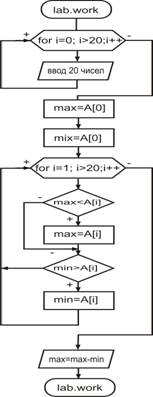 lab.work
+
for i=0; i>20;i++
-
ввод 20 чисел
max=A[0]
mix=A[0]
+
for i=1; i>20;i++
-
-
max<A[i]
+
max=A[i]
-
min>A[i]
+
min=A[i]
max=max-min
lab.work